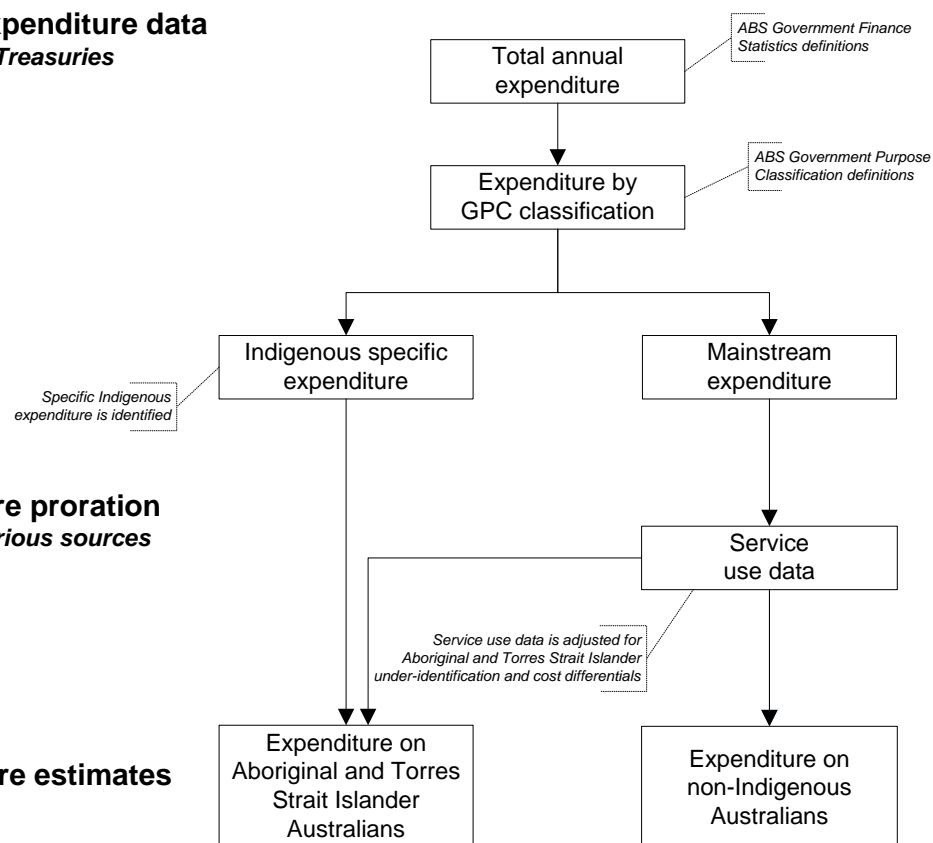 penditure data
Treasuries
Total annual
expenditure
ABS Government Finance
Statistics definitions
Expenditure by
GPC classification
ABS Government Purpose
Classification definitions
Indigenous specific
expenditure
Mainstream
expenditure
Specific Indigenous
expenditure is identified
re proration
rious sources
Service
use data
Service use data is adjusted for
Aboriginal and Torres Strait Islander
under-identification and cost differentials
re estimates
Expenditure on
Aboriginal and Torres
Strait Islander
Australians
Expenditure on
non-Indigenous
Australians